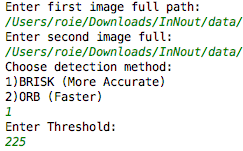 Enter first image full path:
/Users/roie/Downloads/InNout/data/
Enter second image full:
/Users/roie/Downloads/InNout/data/
Choose detection method:
1)BRISK (More Accurate)
2)ORB (Faster)
1
Enter Threshold:
225